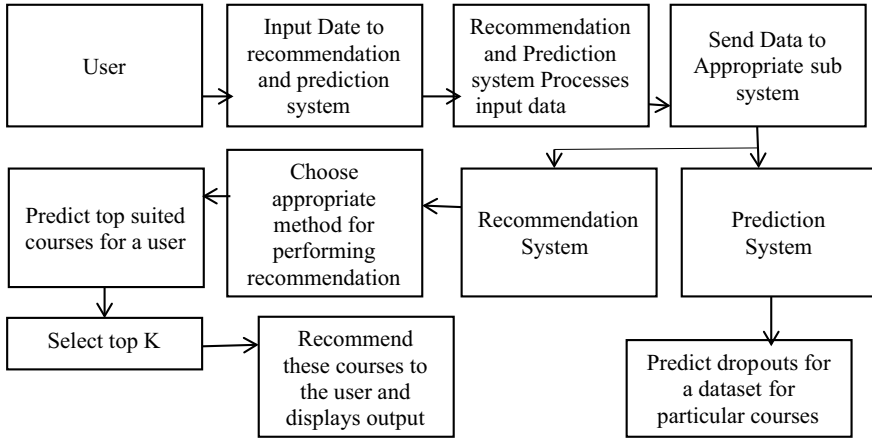 User
Input Date to
recommendation
and prediction
system
Recommendation
and Prediction
system Processes
input data
Send Data to
Appropriate sub
system
Predict top suited
courses for a user
Choose
appropriate
method for
performing
recommendation
Recommendation
System
Prediction
System
Select top K
Recommend
these courses to
the user and
displays output
Predict dropouts for
a dataset for
particular courses